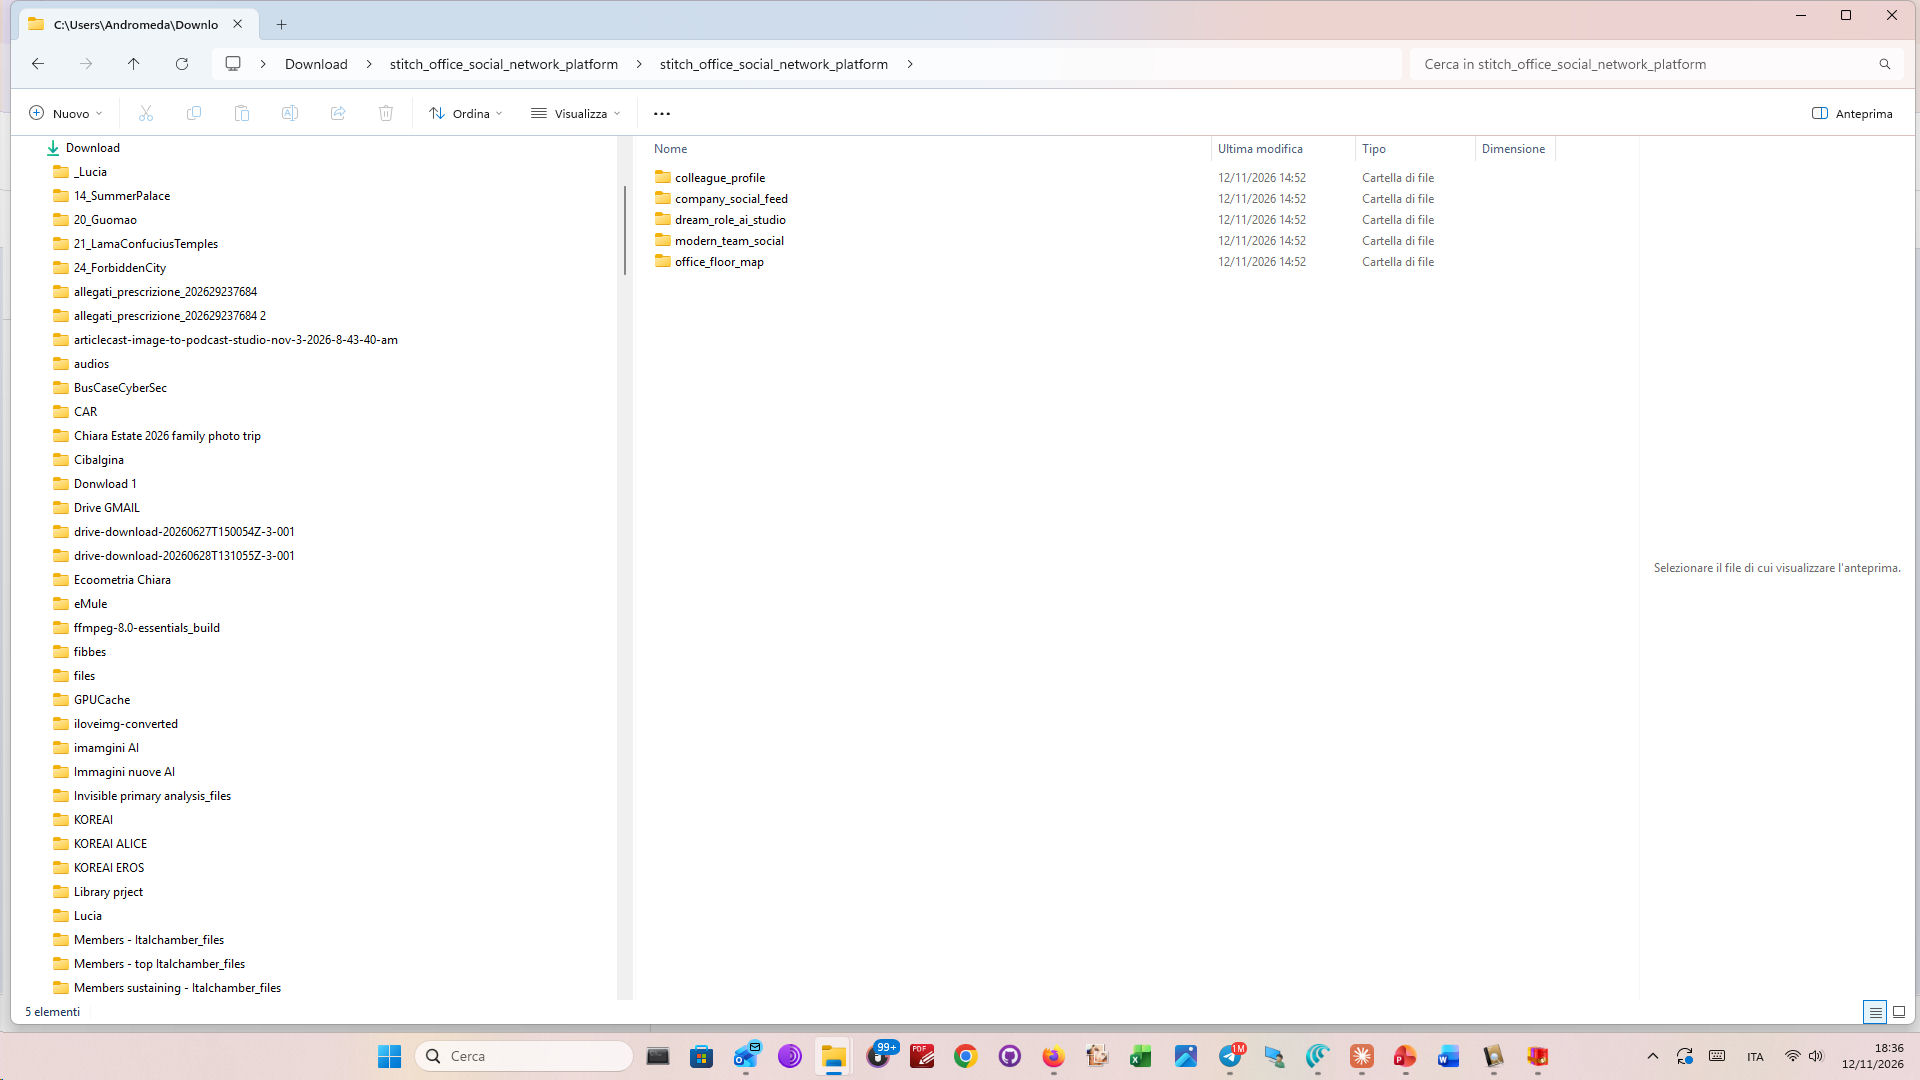 C:\Users\Andromeda\Downlo
Download
stitch_office_social_network_platform
stitch_office_social_network_platform
Cerca in stitch_office_social_network_platform
Nuovo
Ordina
Visualizza
Anteprima
Download
_Lucia
14_SummerPalace
20_Guomao
21_LamaConfuciusTemples
24_ForbiddenCity
allegati_prescrizione_202629237684
allegati_prescrizione_202629237684 2
articlecast-image-to-podcast-studio-nov-3-2026-8-43-40-am
audios
BusCaseCyberSec
CAR
Chiara Estate 2026 family photo trip
Cibalgina
Donwload 1
Drive GMAIL
drive-download-20260627T150054Z-3-001
drive-download-20260628T131055Z-3-001
Ecoometria Chiara
eMule
ffmpeg-8.0-essentials_build
fibbes
files
GPUCache
iloveimg-converted
imamgini AI
Immagini nuove AI
Invisible primary analysis_files
KOREAI
KOREAI ALICE
KOREAI EROS
Library prject
Lucia
Members - Italchamber_files
Members - top Italchamber_files
Members sustaining - Italchamber_files
Nome Ultima modifica Tipo Dimensione
colleague_profile 12/11/2026 14:52 Cartella di file
company_social_feed 12/11/2026 14:52 Cartella di file
dream_role_ai_studio 12/11/2026 14:52 Cartella di file
modern_team_social 12/11/2026 14:52 Cartella di file
office_floor_map 12/11/2026 14:52 Cartella di file
Selezionare il file di cui visualizzare l'anteprima.
5 elementi
Cerca
99+
PDF
1M
ITA
18:36
12/11/2026